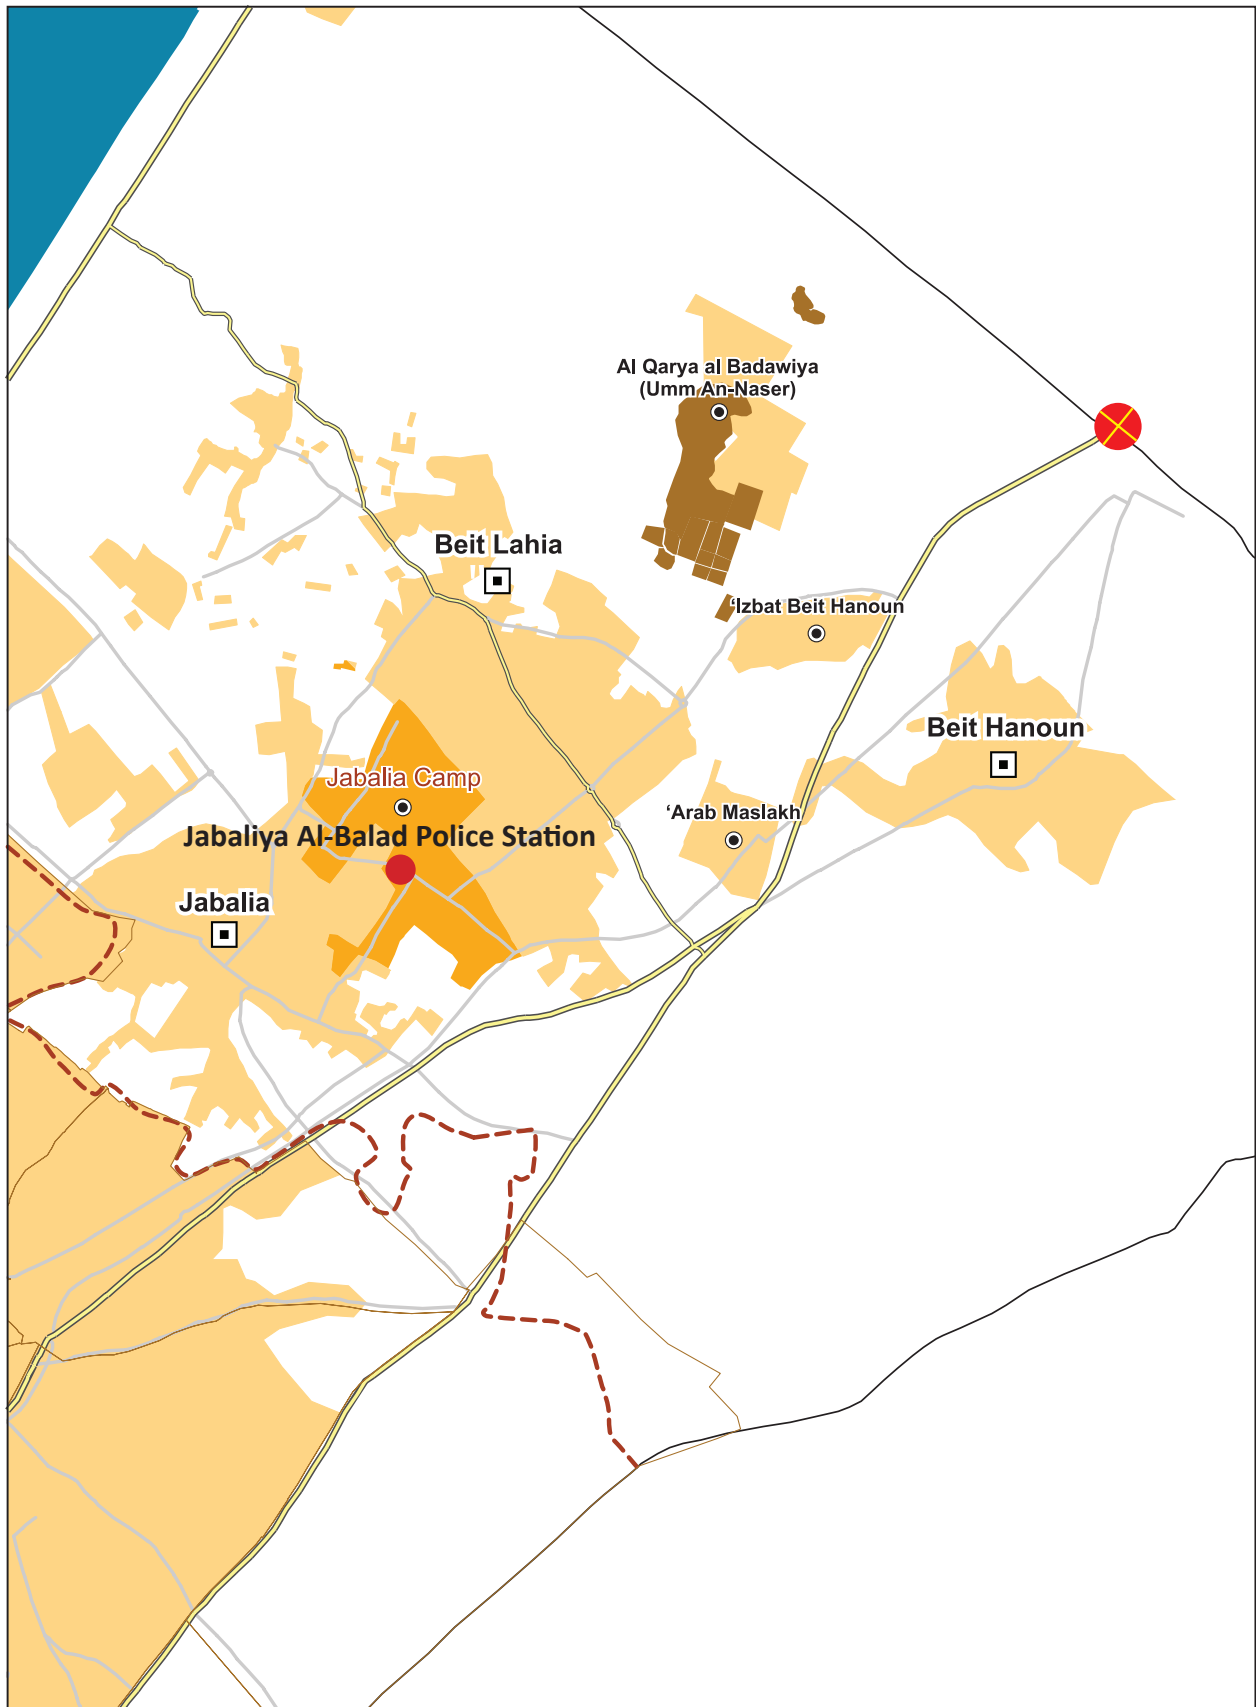 Al Qarya al Badawiya
(Umm An-Naser)
Beit Lahia
'Izbat Beit Hanoun
Beit Hanoun
Jabalia Camp
'Arab Maslakh
Jabaliya Al-Balad Police Station
Jabalia